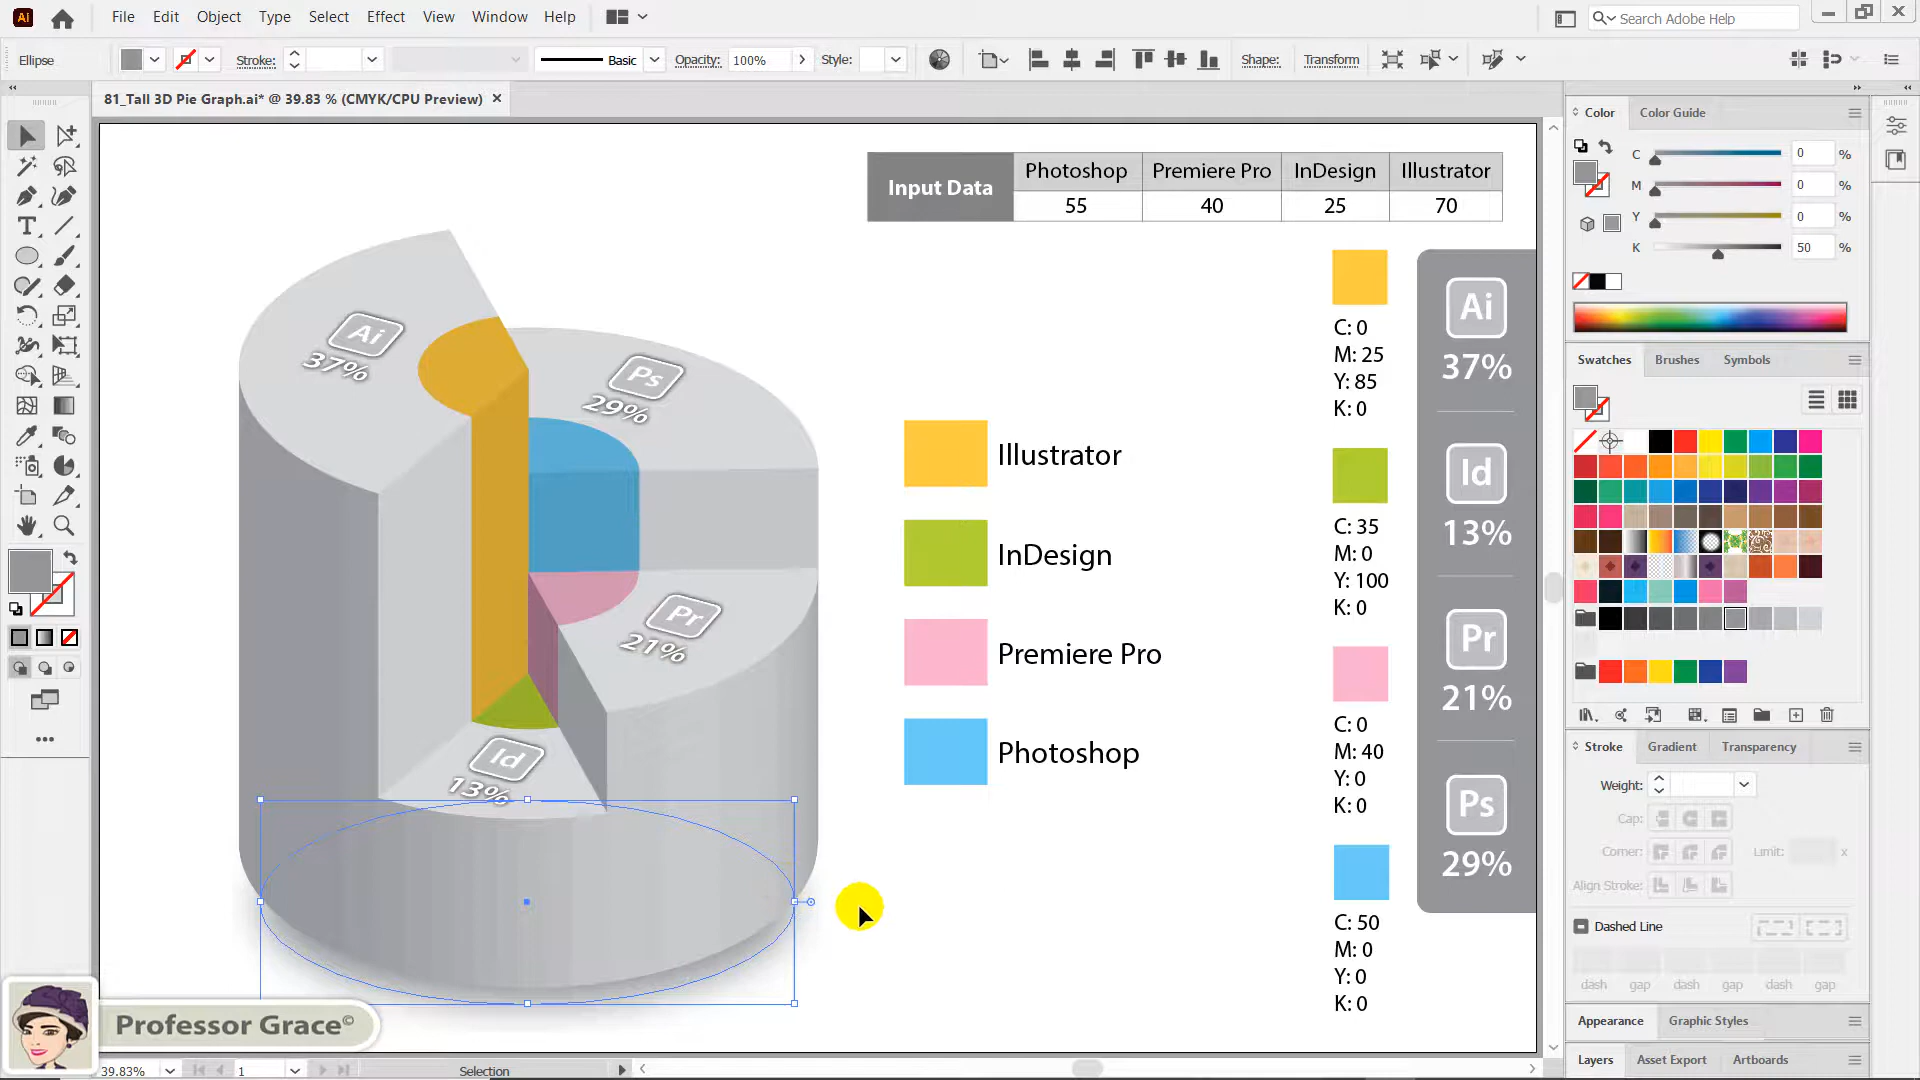 Ai File Edit Object Type Select Effect View Window Help Search Adobe Help
Ellipse Stroke: Basic Opacity: 100% Style: Shape: Transform
81_Tall 3D Pie Graph.ai* @ 39.83 % (CMYK/CPU Preview)
Input Data Photoshop Premiere Pro InDesign Illustrator
55 40 25 70
Ai
37%
Ps
29%
Pr
21%
Id
13%
Illustrator
InDesign
Premiere Pro
Photoshop
C: 0
M: 25
Y: 85
K: 0
C: 35
M: 0
Y: 100
K: 0
C: 0
M: 40
Y: 0
K: 0
C: 50
M: 0
Y: 0
K: 0
Ai
37%
Id
13%
Pr
21%
Ps
29%
Color Color Guide
C 0 %
M 0 %
Y 0 %
K 50 %
Swatches Brushes Symbols
Stroke Gradient Transparency
Weight:
Cap:
Corner: Limit: x
Align Stroke:
Dashed Line
dash gap dash gap dash gap
Appearance Graphic Styles
Layers Asset Export Artboards
Professor Grace©
39.83% 1 Selection